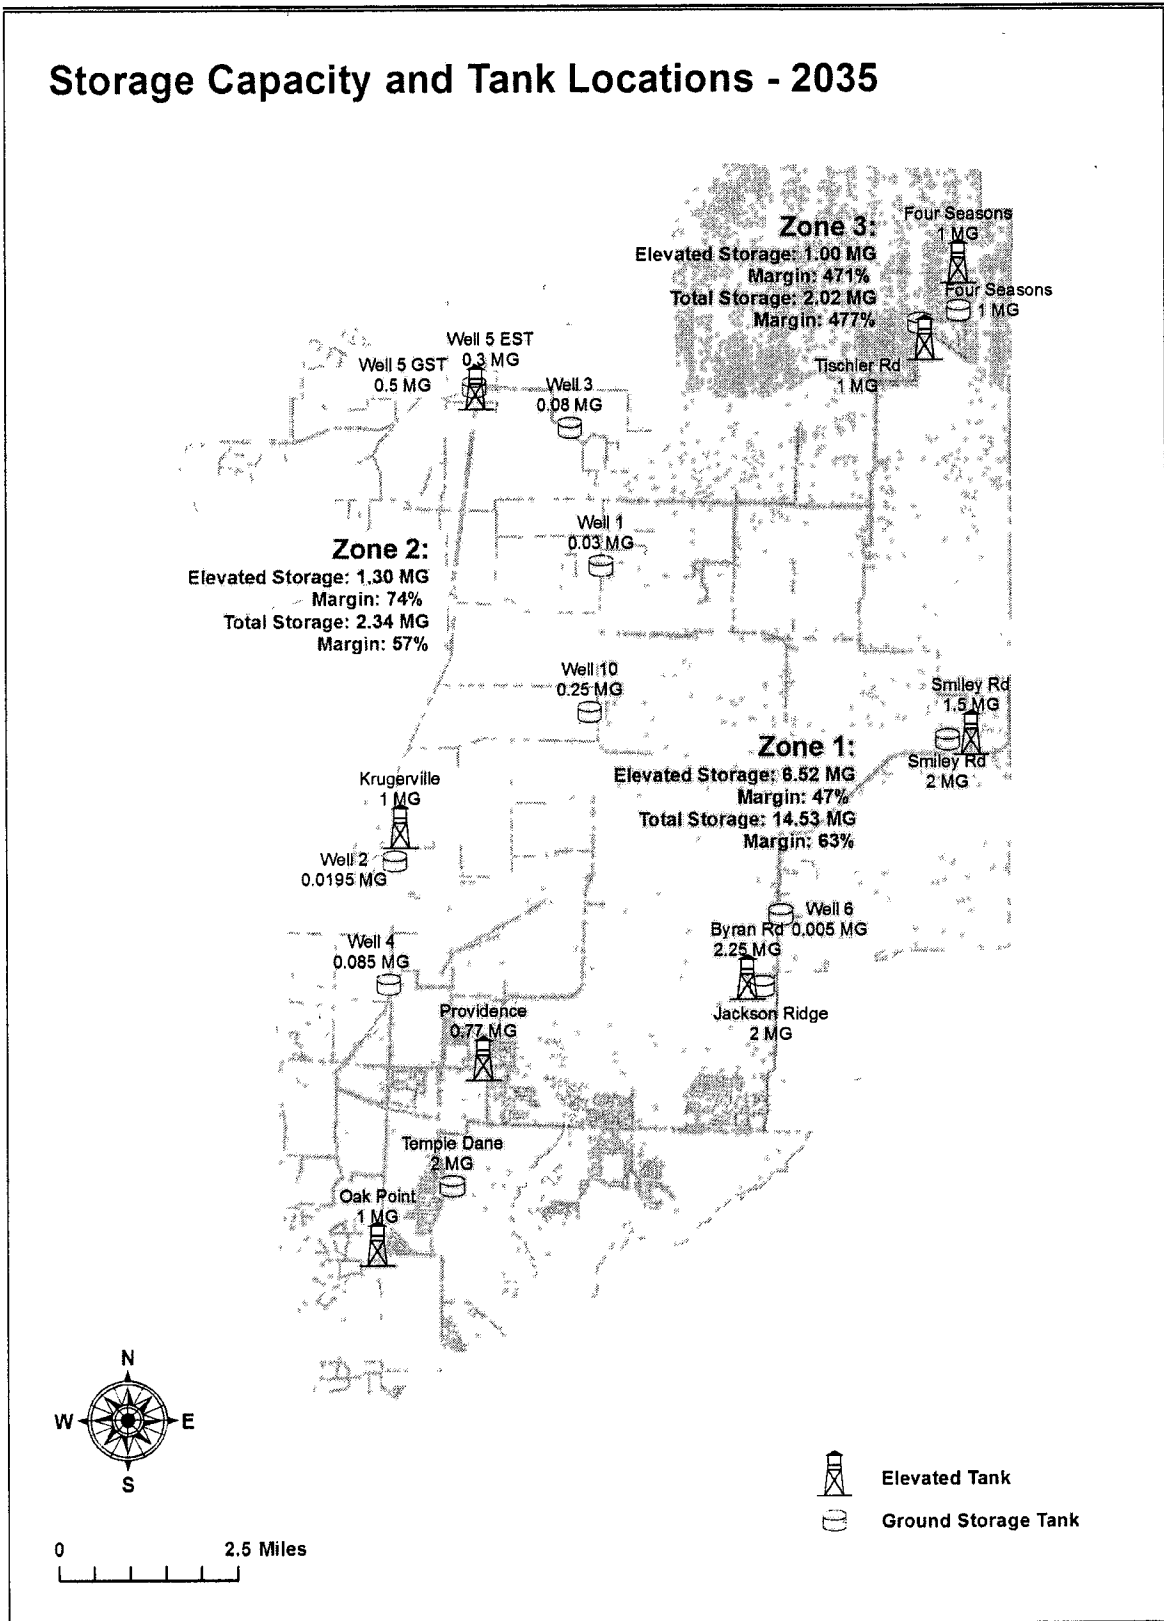 Storage Capacity and Tank Locations - 2035
Four Seasons
1 MG
Zone 3:
Elevated Storage: 1.00 MG
Margin: 471%
Total Storage: 2.02 MG
Margin: 477%
Four Seasons
1 MG
Tischler Rd
1 MG
Well 5 EST
0.3 MG
Well 5 GST
0.5 MG
Well 3
0.08 MG
Well 1
0.03 MG
Zone 2:
Elevated Storage: 1.30 MG
Margin: 74%
Total Storage: 2.34 MG
Margin: 57%
Well 10
0.25 MG
Smiley Rd
1.5 MG
Smiley Rd
2 MG
Zone 1:
Elevated Storage: 6.52 MG
Margin: 47%
Total Storage: 14.53 MG
Margin: 63%
Krugerville
1 MG
Well 2
0.0195 MG
Well 6
0.005 MG
Byran Rd
2.25 MG
Well 4
0.085 MG
Jackson Ridge
2 MG
Providence
0.77 MG
Temple Dane
2 MG
Oak Point
1 MG
N
W
E
S
Elevated Tank
Ground Storage Tank
0
2.5 Miles